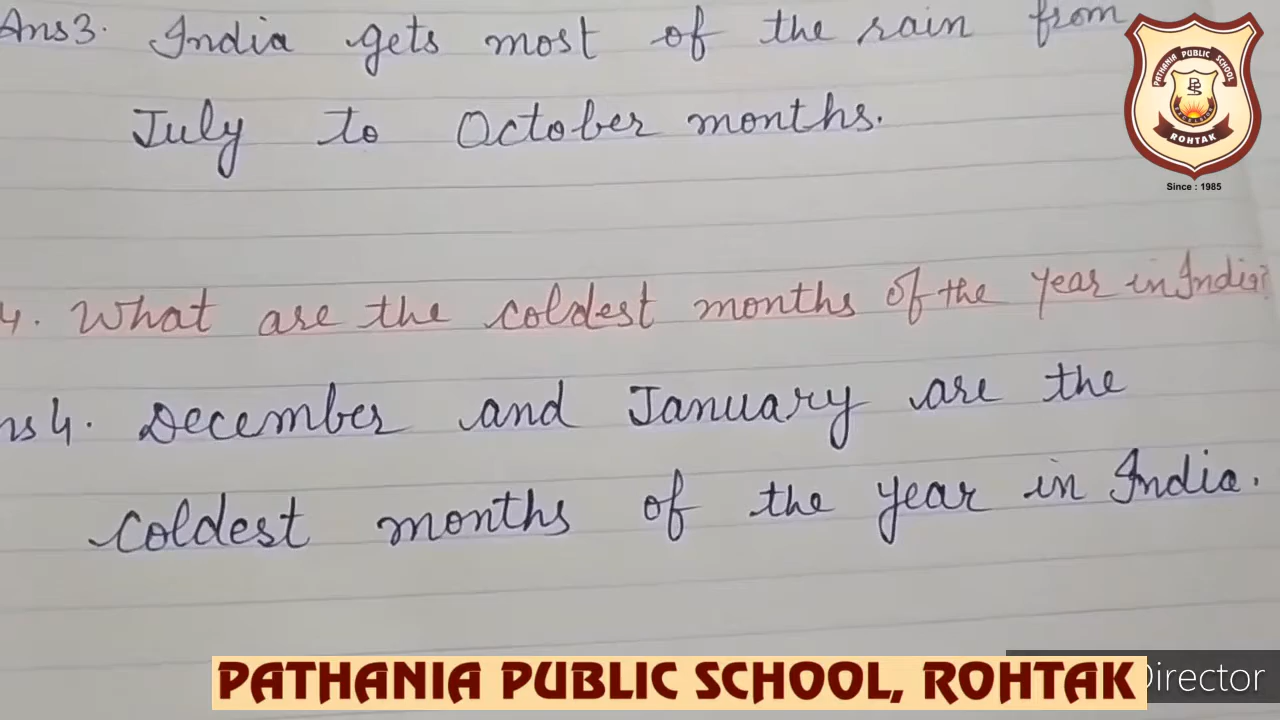 Ans3. India gets most of the rain from
July to October months.
PATHANIA PUBLIC SCHOOL
PPS
ROHTAK
Since : 1985
4. What are the coldest months of the year in India?
ns4. December and January are the
coldest months of the year in India.
PATHANIA PUBLIC SCHOOL, ROHTAK
Director